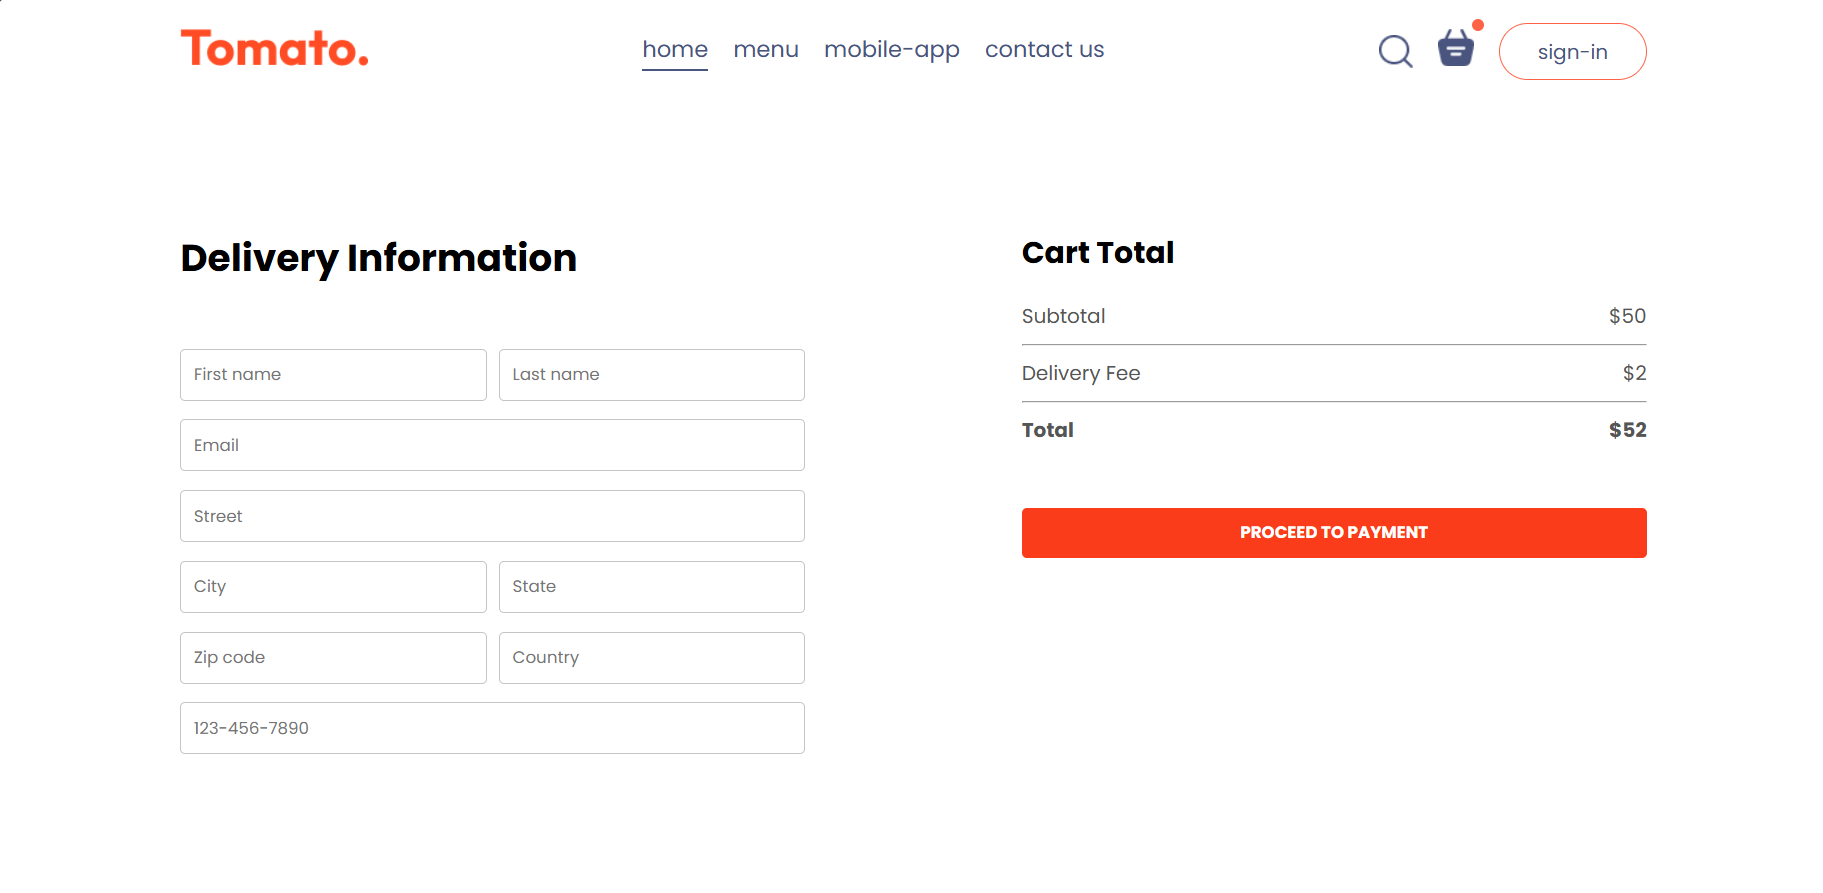 Tomato.
home menu mobile-app contact us
sign-in
Delivery Information
First name
Last name
Email
Street
City
State
Zip code
Country
123-456-7890
Cart Total
Subtotal $50
Delivery Fee $2
Total $52
PROCEED TO PAYMENT